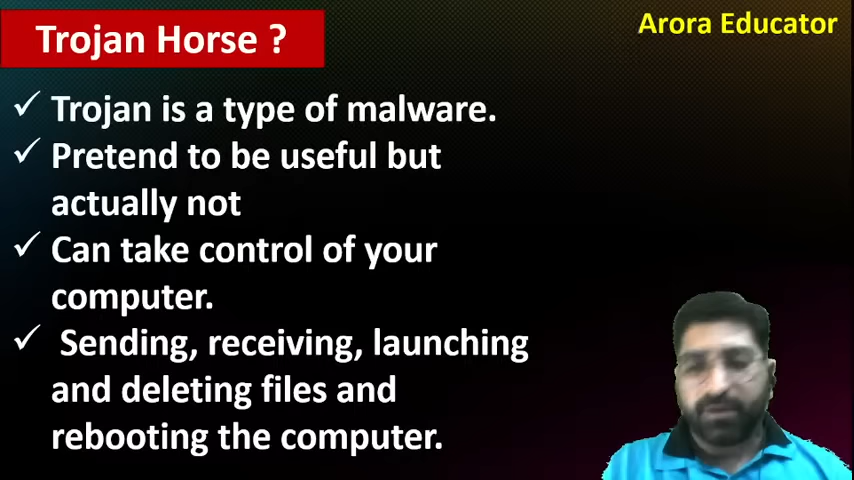 Trojan Horse ?
Arora Educator
✓ Trojan is a type of malware.
✓ Pretend to be useful but
actually not
✓ Can take control of your
computer.
✓ Sending, receiving, launching
and deleting files and
rebooting the computer.